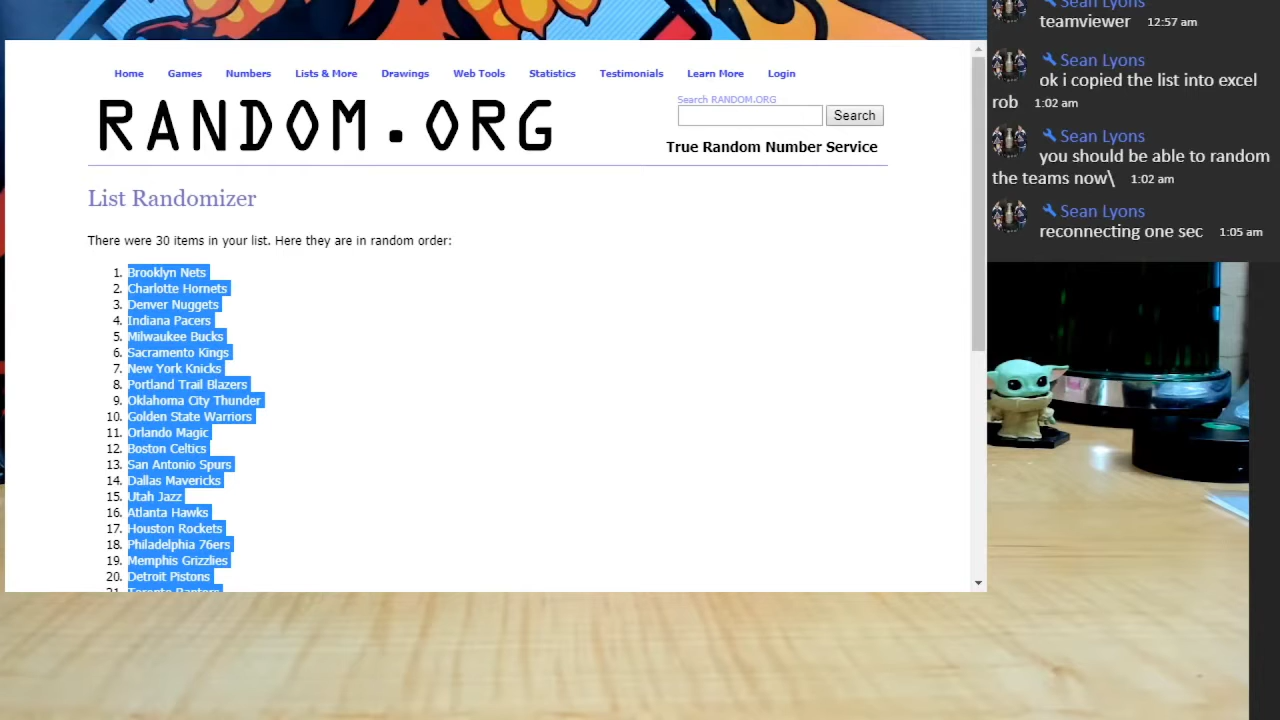 Home Games Numbers Lists & More Drawings Web Tools Statistics Testimonials Learn More Login
RANDOM.ORG
Search RANDOM.ORG
Search
True Random Number Service
List Randomizer
There were 30 items in your list. Here they are in random order:
1. Brooklyn Nets
2. Charlotte Hornets
3. Denver Nuggets
4. Indiana Pacers
5. Milwaukee Bucks
6. Sacramento Kings
7. New York Knicks
8. Portland Trail Blazers
9. Oklahoma City Thunder
10. Golden State Warriors
11. Orlando Magic
12. Boston Celtics
13. San Antonio Spurs
14. Dallas Mavericks
15. Utah Jazz
16. Atlanta Hawks
17. Houston Rockets
18. Philadelphia 76ers
19. Memphis Grizzlies
20. Detroit Pistons
21. Toronto Raptors
Sean Lyons
teamviewer 12:57 am
Sean Lyons
ok i copied the list into excel
rob 1:02 am
Sean Lyons
you should be able to random
the teams now\ 1:02 am
Sean Lyons
reconnecting one sec 1:05 am